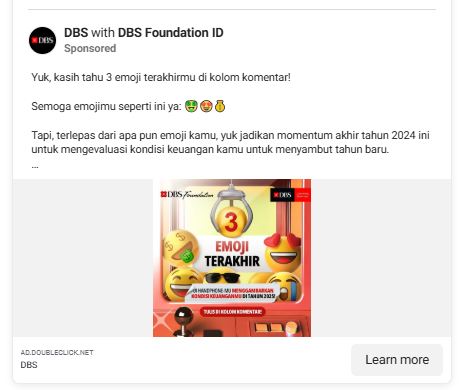 DBS with DBS Foundation ID
Sponsored
Yuk, kasih tahu 3 emoji terakhirmu di kolom komentar!
Semoga emojimu seperti ini ya: 🤑😍💰
Tapi, terlepas dari apa pun emoji kamu, yuk jadikan momentum akhir tahun 2024 ini
untuk mengevaluasi kondisi keuangan kamu untuk menyambut tahun baru.
...
DBS Foundation
DBS
3
EMOJI
TERAKHIR
DI HANDPHONE-MU MENGGAMBARKAN
KONDISI KEUANGANMU DI TAHUN 2025!
TULIS DI KOLOM KOMENTAR!
AD.DOUBLECLICK.NET
DBS
Learn more